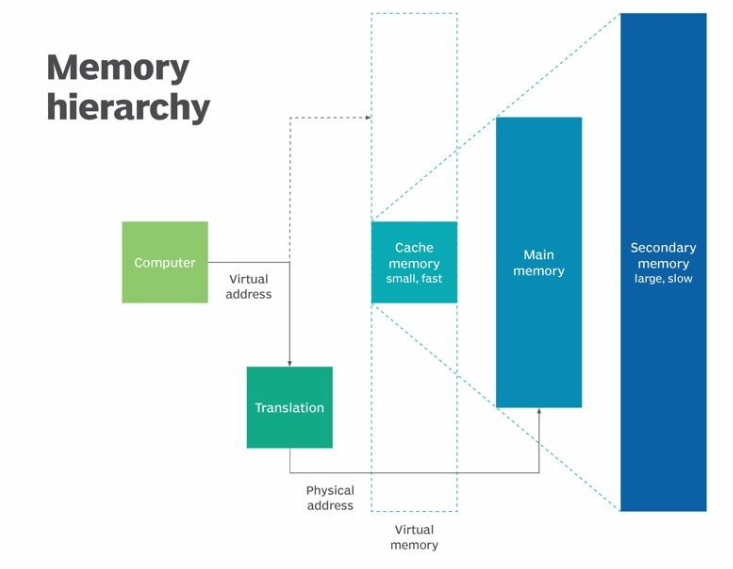 Memory
hierarchy
Computer
Virtual
address
Translation
Physical
address
Cache
memory
small, fast
Virtual
memory
Main
memory
Secondary
memory
large, slow